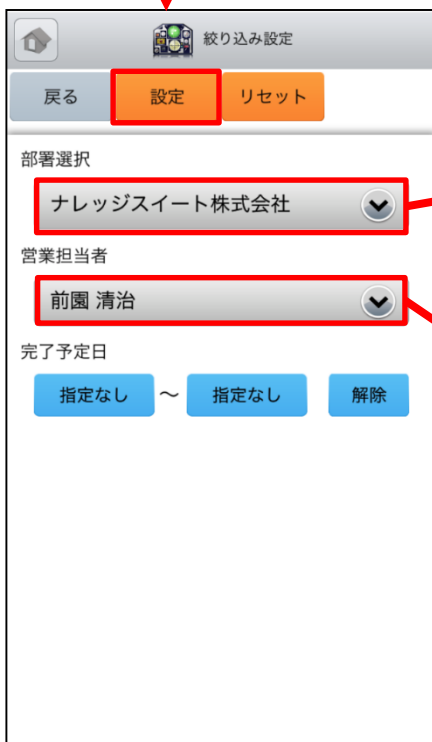 絞り込み設定
戻る 設定 リセット
部署選択
ナレッジスイート株式会社
営業担当者
前園 清治
完了予定日
指定なし ～ 指定なし 解除